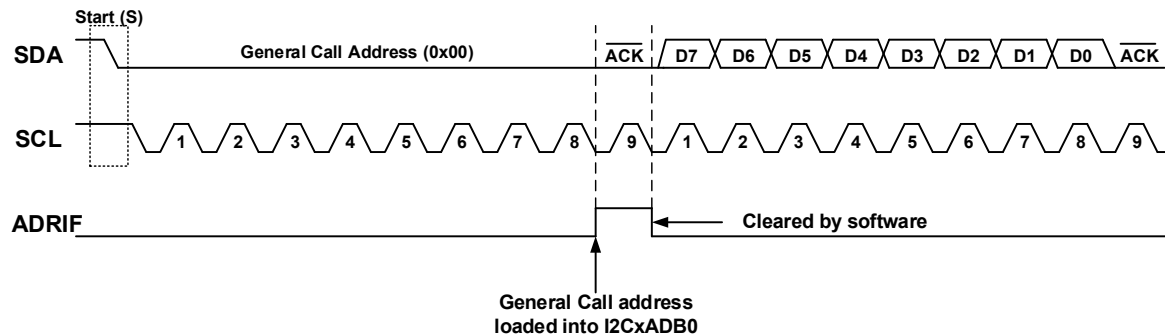 Start (S)
SDA
General Call Address (0x00)
ACK
D7 D6 D5 D4 D3 D2 D1 D0 ACK
SCL
1 2 3 4 5 6 7 8 9 1 2 3 4 5 6 7 8 9
ADRIF
Cleared by software
General Call address
loaded into I2CxADB0